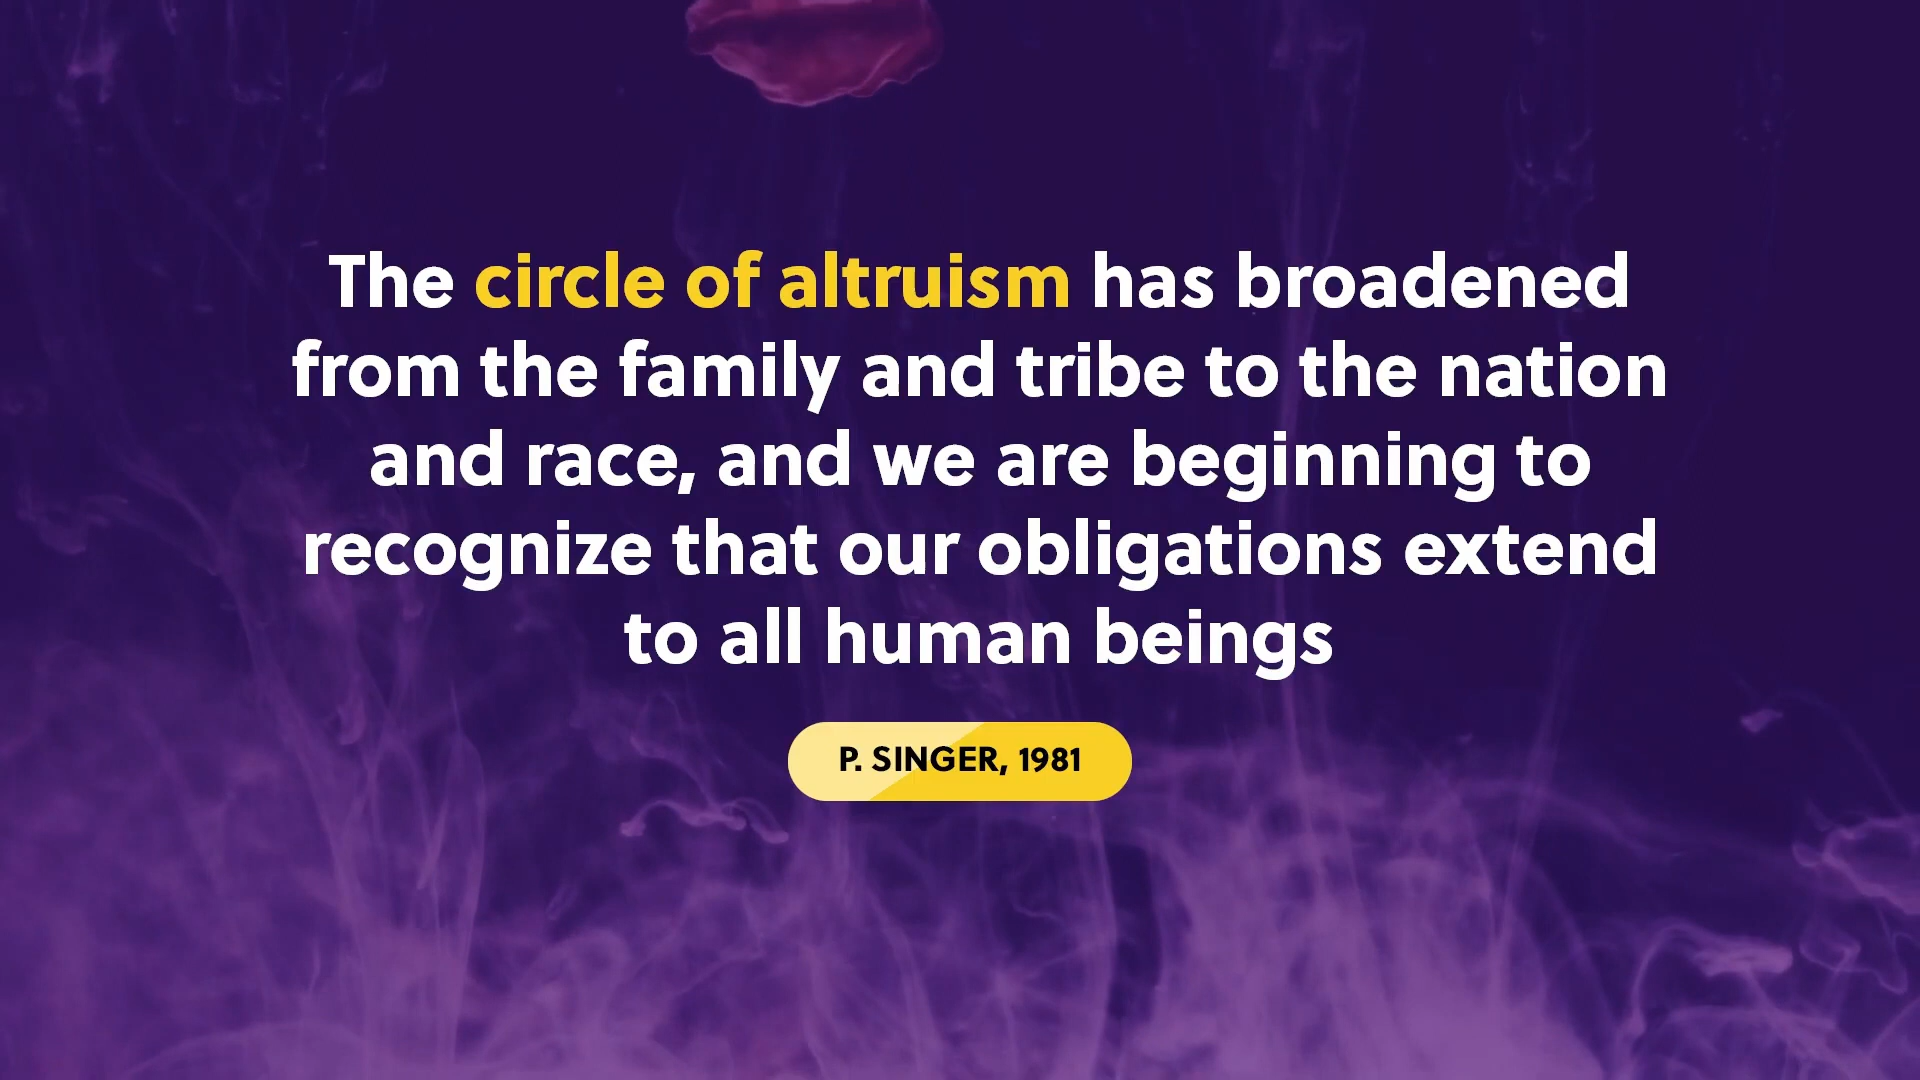 The circle of altruism has broadened
from the family and tribe to the nation
and race, and we are beginning to
recognize that our obligations extend
to all human beings
P. SINGER, 1981